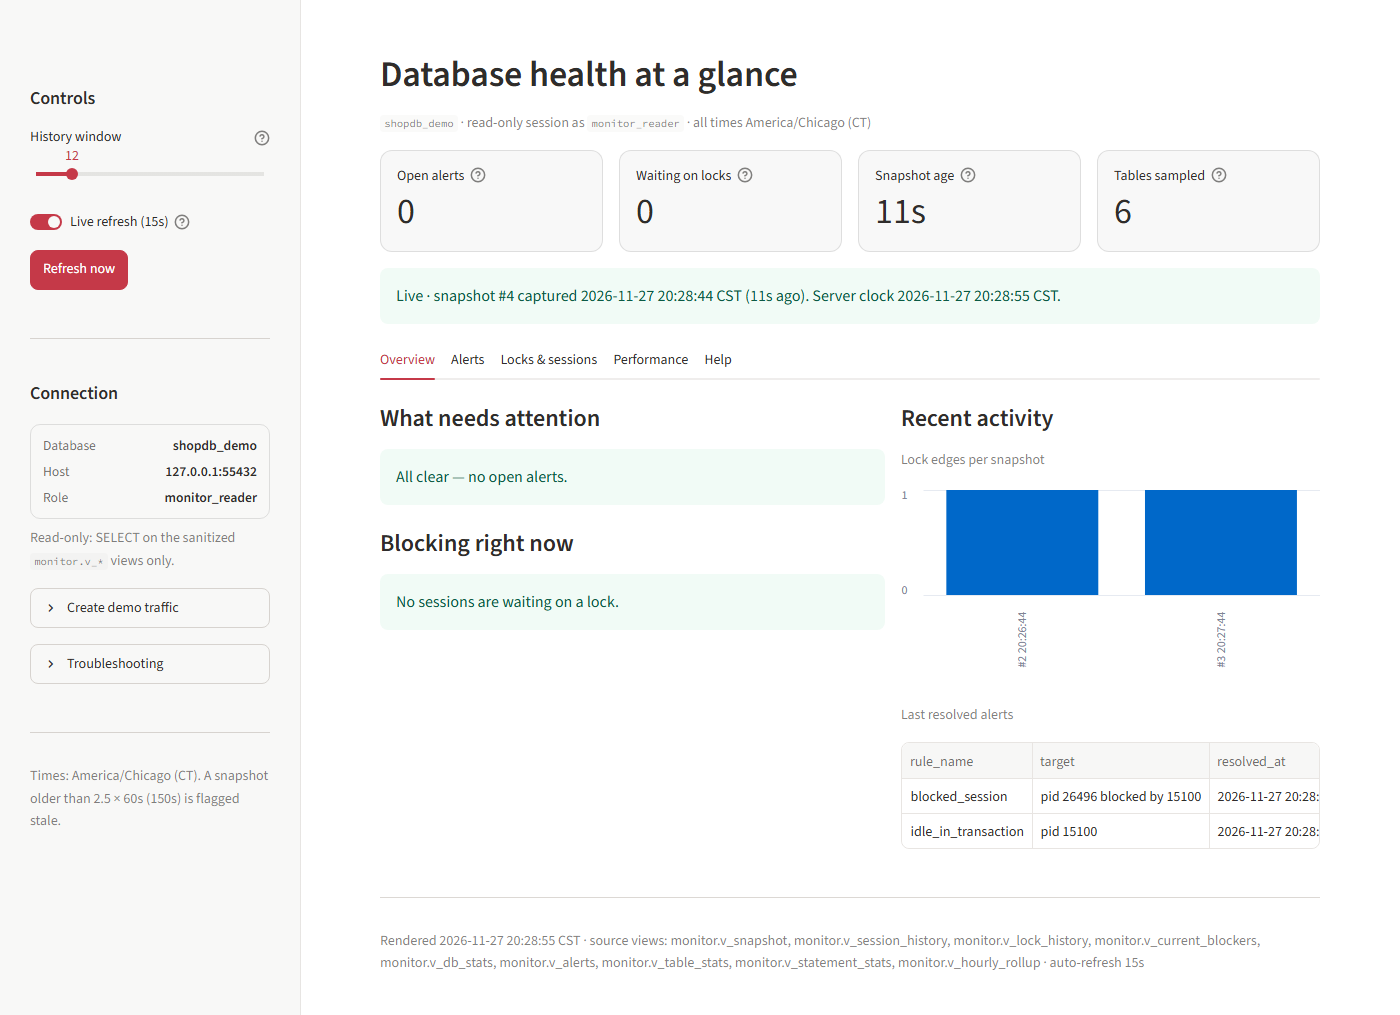 Controls
History window
12
Live refresh (15s)
Refresh now
Connection
Database shopdb_demo
Host 127.0.0.1:55432
Role monitor_reader
Read-only: SELECT on the sanitized
monitor.v_* views only.
Create demo traffic
Troubleshooting
Times: America/Chicago (CT). A snapshot
older than 2.5 × 60s (150s) is flagged
stale.
Database health at a glance
shopdb_demo · read-only session as monitor_reader · all times America/Chicago (CT)
Open alerts
0
Waiting on locks
0
Snapshot age
11s
Tables sampled
6
Live · snapshot #4 captured 2026-11-27 20:28:44 CST (11s ago). Server clock 2026-11-27 20:28:55 CST.
Overview Alerts Locks & sessions Performance Help
What needs attention
All clear — no open alerts.
Blocking right now
No sessions are waiting on a lock.
Recent activity
Lock edges per snapshot
1
0
#2 20:26:44
#3 20:27:44
Last resolved alerts
rule_name target resolved_at
blocked_session pid 26496 blocked by 15100 2026-11-27 20:28:
idle_in_transaction pid 15100 2026-11-27 20:28:
Rendered 2026-11-27 20:28:55 CST · source views: monitor.v_snapshot, monitor.v_session_history, monitor.v_lock_history, monitor.v_current_blockers,
monitor.v_db_stats, monitor.v_alerts, monitor.v_table_stats, monitor.v_statement_stats, monitor.v_hourly_rollup · auto-refresh 15s